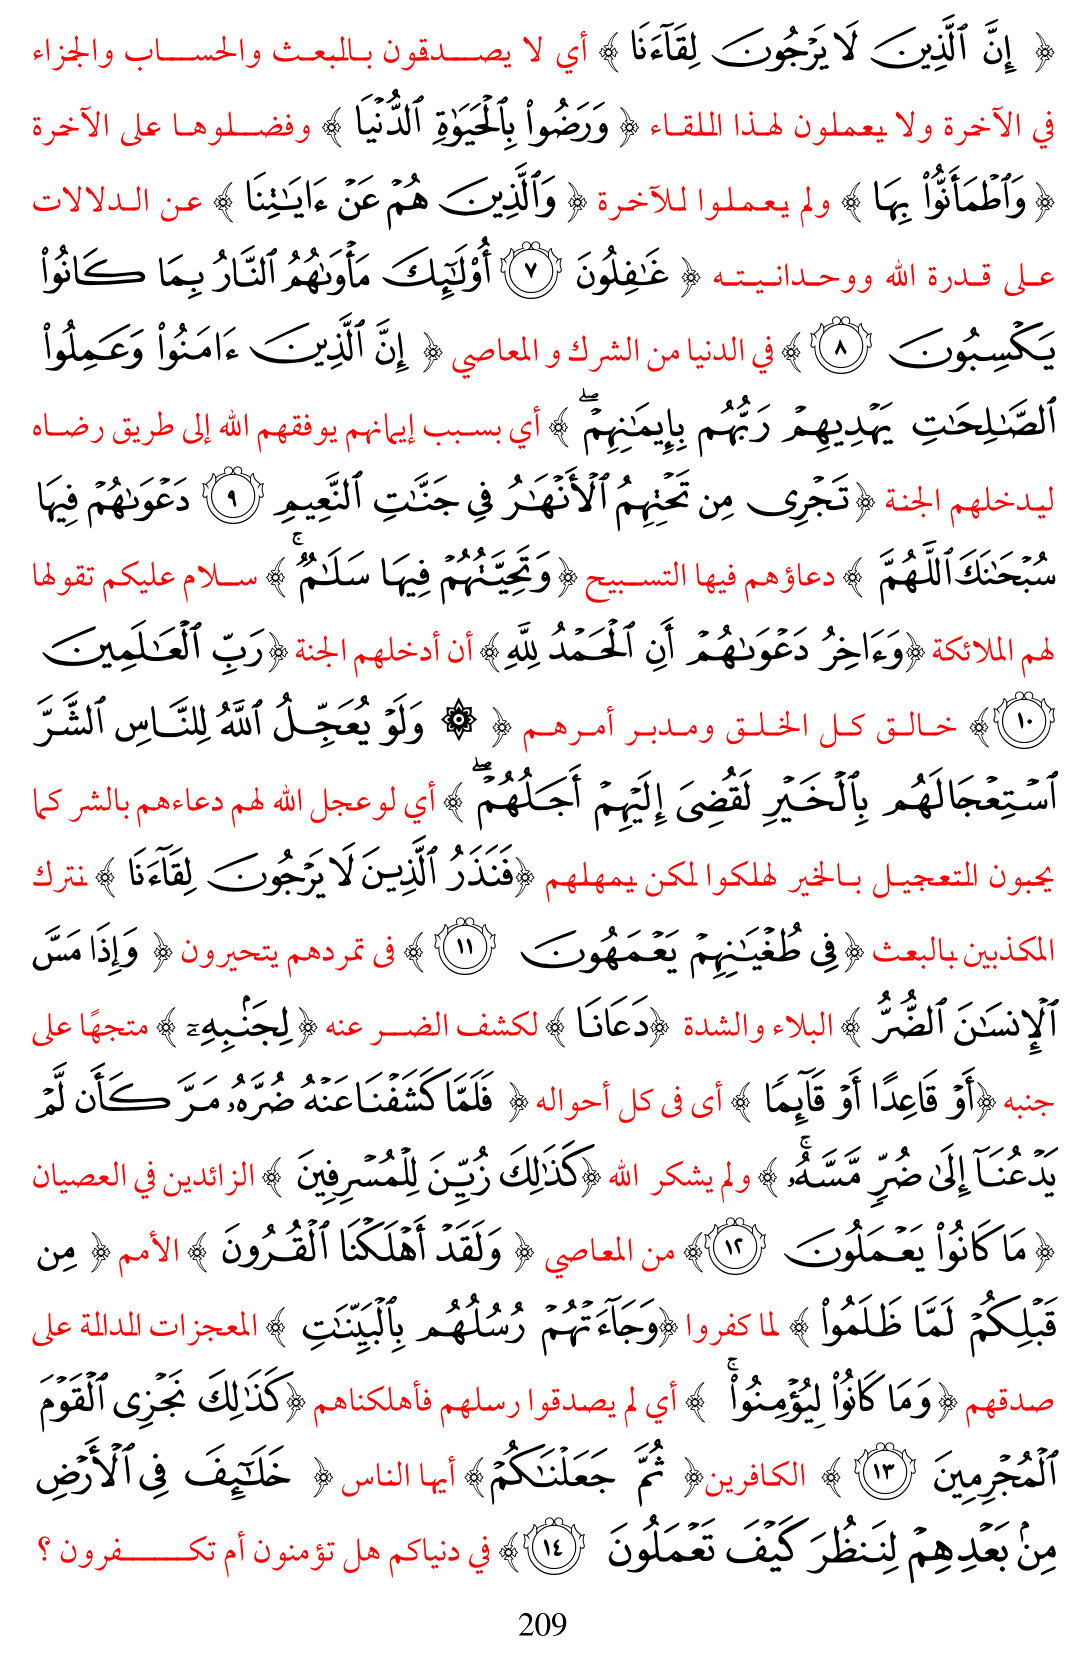 ﴿ إِنَّ ٱلَّذِينَ لَا يَرْجُونَ لِقَآءَنَا ﴾ أي لا يصدقون بالبعث والحساب والجزاء
في الآخرة ولا يعملون لهذا اللقاء ﴿ وَرَضُوا۟ بِٱلْحَيَوٰةِ ٱلدُّنْيَا ﴾ وفضلوها على الآخرة
﴿ وَٱطْمَأَنُّوا۟ بِهَا ﴾ ولم يعملوا للآخرة ﴿ وَٱلَّذِينَ هُمْ عَنْ ءَايَٰتِنَا ﴾ عن الدلالات
على قدرة الله ووحدانيته ﴿ غَٰفِلُونَ ٧ أُو۟لَٰٓئِكَ مَأْوَىٰهُمُ ٱلنَّارُ بِمَا كَانُوا۟
يَكْسِبُونَ ٨ ﴾ في الدنيا من الشرك و المعاصي ﴿ إِنَّ ٱلَّذِينَ ءَامَنُوا۟ وَعَمِلُوا۟
ٱلصَّٰلِحَٰتِ يَهْدِيهِمْ رَبُّهُم بِإِيمَٰنِهِمْ ۖ ﴾ أي بسبب إيمانهم يوفقهم الله إلى طريق رضاه
ليدخلهم الجنة ﴿ تَجْرِى مِن تَحْتِهِمُ ٱلْأَنْهَٰرُ فِي جَنَّٰتِ ٱلنَّعِيمِ ٩ دَعْوَىٰهُمْ فِيهَا
سُبْحَٰنَكَ ٱللَّهُمَّ ﴾ دعاؤهم فيها التسبيح ﴿ وَتَحِيَّتُهُمْ فِيهَا سَلَٰمٌ ۚ ﴾ سلام عليكم تقولها
لهم الملائكة ﴿وَءَاخِرُ دَعْوَىٰهُمْ أَنِ ٱلْحَمْدُ لِلَّهِ﴾ أن أدخلهم الجنة ﴿رَبِّ ٱلْعَٰلَمِينَ
١٠ ﴾ خالق كل الخلق ومدبر أمرهم ﴿ ۞ وَلَوْ يُعَجِّلُ ٱللَّهُ لِلنَّاسِ ٱلشَّرَّ
ٱسْتِعْجَالَهُم بِٱلْخَيْرِ لَقُضِىَ إِلَيْهِمْ أَجَلُهُمْ ۖ ﴾ أي لو عجل الله لهم دعاءهم بالشر كما
يحبون التعجيل بالخير لهلكوا لمكن يمهلهم ﴿فَنَذَرُ ٱلَّذِينَ لَا يَرْجُونَ لِقَآءَنَا ﴾ نترك
المكذبين بالبعث ﴿ فِي طُغْيَٰنِهِمْ يَعْمَهُونَ ١١ ﴾ فى تمردهم يتحيرون ﴿ وَإِذَا مَسَّ
ٱلْإِنسَٰنَ ٱلضُّرُّ ﴾ البلاء والشدة ﴿دَعَانَا ﴾ لكشف الضر عنه ﴿ لِجَنۢبِهِۦٓ ﴾ متجهًا على
جنبه ﴿أَوْ قَاعِدًا أَوْ قَآئِمًا ﴾ أى فى كل أحواله ﴿ فَلَمَّا كَشَفْنَا عَنْهُ ضُرَّهُۥ مَرَّ كَأَن لَّمْ
يَدْعُنَآ إِلَىٰ ضُرٍّ مَّسَّهُۥ ۚ ﴾ ولم يشكر الله ﴿كَذَٰلِكَ زُيِّنَ لِلْمُسْرِفِينَ ﴾ الزائدين في العصيان
﴿ مَا كَانُوا۟ يَعْمَلُونَ ١٢ ﴾ من المعاصي ﴿ وَلَقَدْ أَهْلَكْنَا ٱلْقُرُونَ ﴾ الأمم ﴿ مِن
قَبْلِكُمْ لَمَّا ظَلَمُوا۟ ﴾ لما كفروا ﴿وَجَآءَتْهُمْ رُسُلُهُم بِٱلْبَيِّنَٰتِ ﴾ المعجزات الدالة على
صدقهم ﴿ وَمَا كَانُوا۟ لِيُؤْمِنُوا۟ ۚ ﴾ أي لم يصدقوا رسلهم فأهلكناهم ﴿كَذَٰلِكَ نَجْزِى ٱلْقَوْمَ
ٱلْمُجْرِمِينَ ١٣ ﴾ الكافرين﴿ ثُمَّ جَعَلْنَٰكُمْ﴾ أيها الناس ﴿ خَلَٰٓئِفَ فِى ٱلْأَرْضِ
مِنۢ بَعْدِهِمْ لِنَنظُرَ كَيْفَ تَعْمَلُونَ ١٤ ﴾ في دنياكم هل تؤمنون أم تكفرون ؟
209